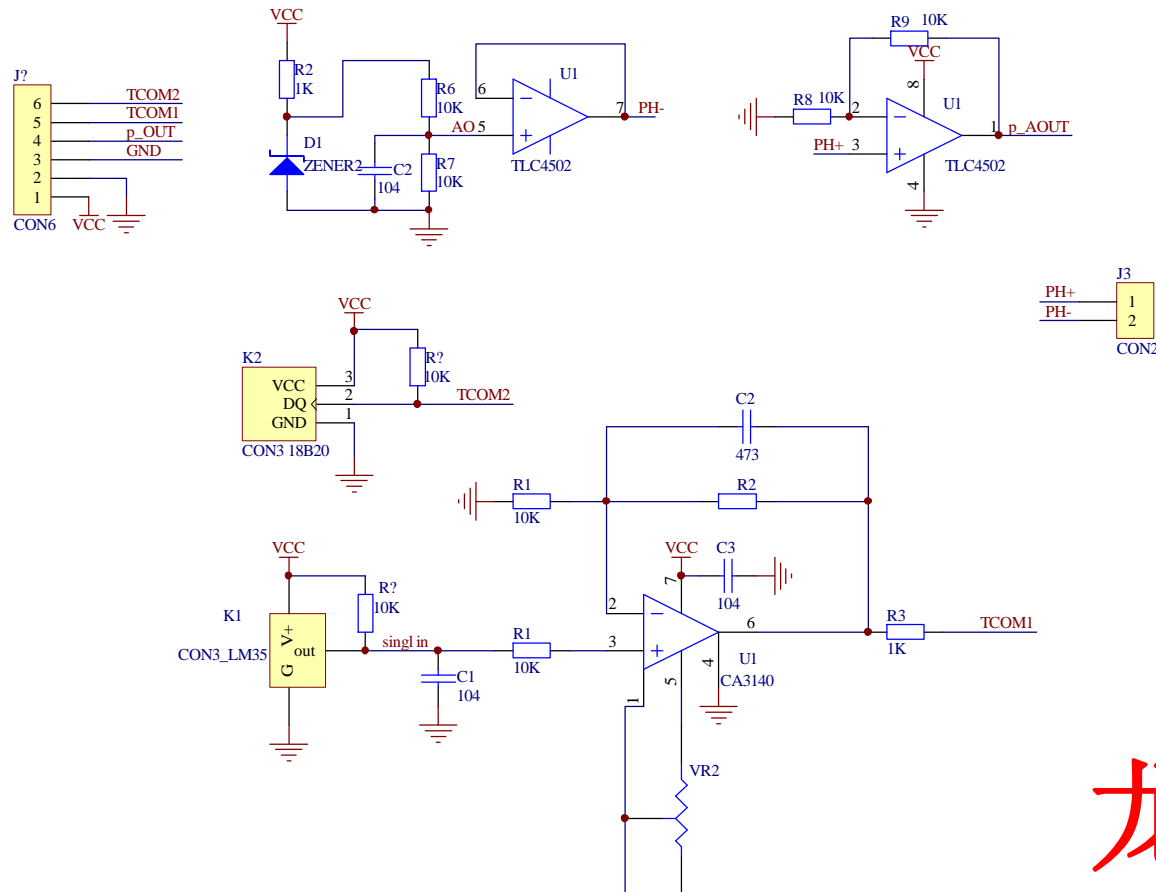 J?
6 TCOM2
5 TCOM1
4 p_OUT
3 GND
2
1
VCC
CON6
VCC
R2
1K
D1
ZENER2
C2
104
R6
10K
AO 5
R7
10K
6
U1
7 PH-
TLC4502
R9 10K
VCC
8
R8 10K 2
U1
PH+ 3
1 p_AOUT
4
TLC4502
J3
PH+ 1
PH- 2
CON2
VCC
K2
R?
10K
VCC 3
DQ 2 TCOM2
GND 1
CON3 18B20
C2
473
R1
10K
R2
VCC
C3
104
7
2
6
R3
1K
TCOM1
VCC
R?
10K
K1
V+
out
G
CON3_LM35
singl in
C1
104
R1
10K
3
4
U1
CA3140
1
5
VR2